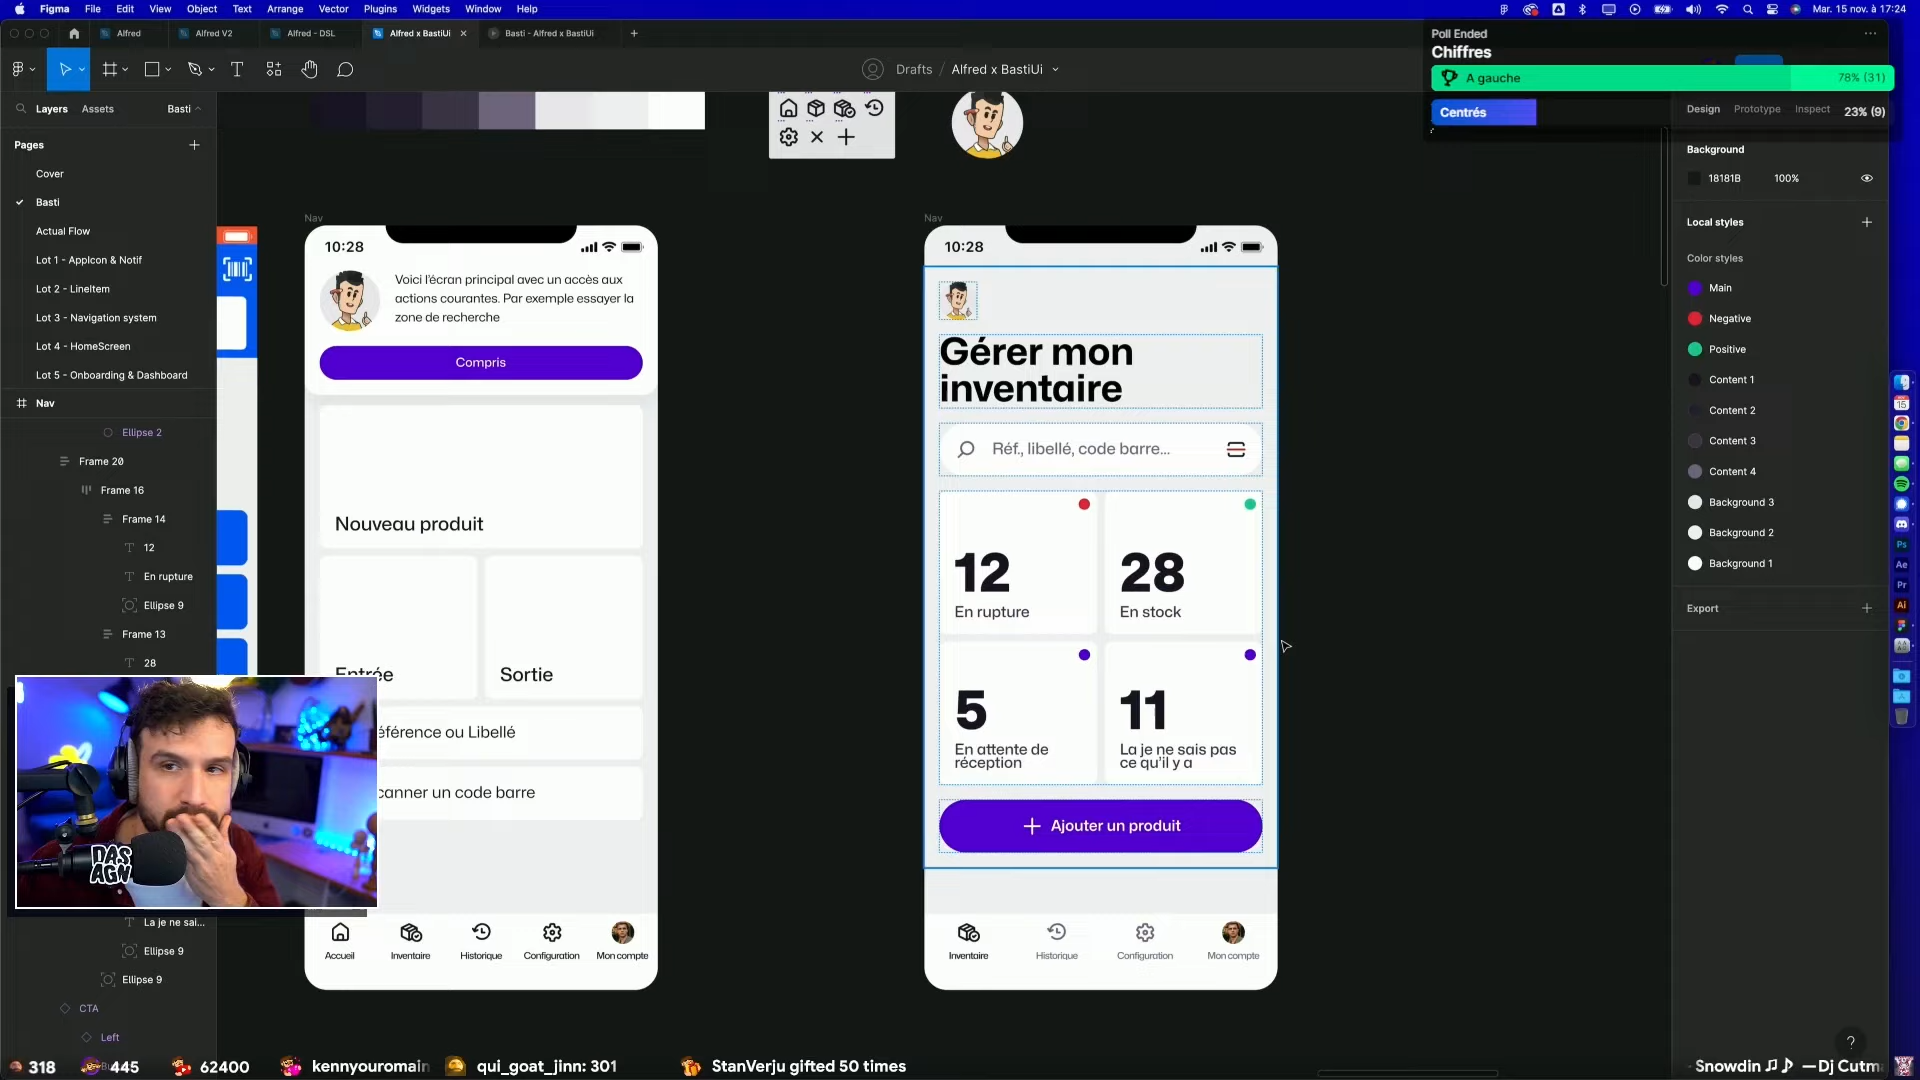 Figma File Edit View Object Text Arrange Vector Plugins Widgets Window Help
Mar. 15 nov. à 17:24
Alfred
Alfred V2
Alfred - DSL
Alfred x BastiUi
Basti - Alfred x BastiUi
Drafts / Alfred x BastiUi
Poll Ended
Chiffres
A gauche 78% (31)
Centrés 23% (9)
Layers Assets Basti
Pages
Cover
Basti
Actual Flow
Lot 1 - AppIcon & Notif
Lot 2 - LineItem
Lot 3 - Navigation system
Lot 4 - HomeScreen
Lot 5 - Onboarding & Dashboard
Nav
Ellipse 2
Frame 20
Frame 16
Frame 14
12
En rupture
Ellipse 9
Frame 13
28
La je ne sai...
Ellipse 9
Ellipse 9
CTA
Left
Nav
10:28
Voici l'écran principal avec un accès aux
actions courantes. Par exemple essayer la
zone de recherche
Compris
Nouveau produit
Entrée
Sortie
éférence ou Libellé
canner un code barre
Accueil
Inventaire
Historique
Configuration
Mon compte
Nav
10:28
Gérer mon
inventaire
Réf., libellé, code barre...
12
En rupture
28
En stock
5
En attente de
réception
11
La je ne sais pas
ce qu'il y a
Ajouter un produit
Inventaire
Historique
Configuration
Mon compte
Design Prototype Inspect
Background
18181B 100%
Local styles
Color styles
Main
Negative
Positive
Content 1
Content 2
Content 3
Content 4
Background 3
Background 2
Background 1
Export
15
Ps
Ae
Pr
Ai
?
DAS
AGN
318
445
62400
kennyouromain
qui_goat_jinn: 301
StanVerju gifted 50 times
Snowdin ♫♪ —Dj Cutm